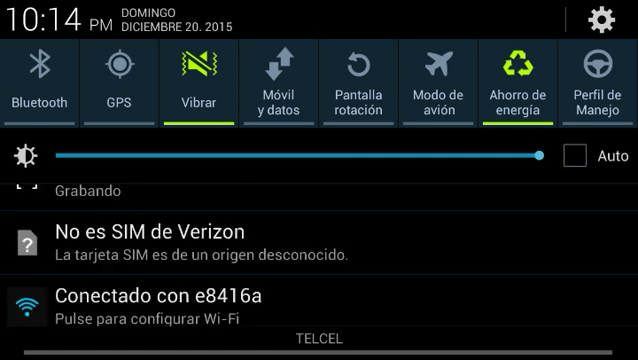 10:14 PM
DOMINGO
DICIEMBRE 20. 2015
Bluetooth
GPS
Vibrar
Móvil
y datos
Pantalla
rotación
Modo de
avión
Ahorro de
energía
Perfil de
Manejo
Auto
Grabando
No es SIM de Verizon
La tarjeta SIM es de un origen desconocido.
Conectado con e8416a
Pulse para configurar Wi-Fi
TELCEL